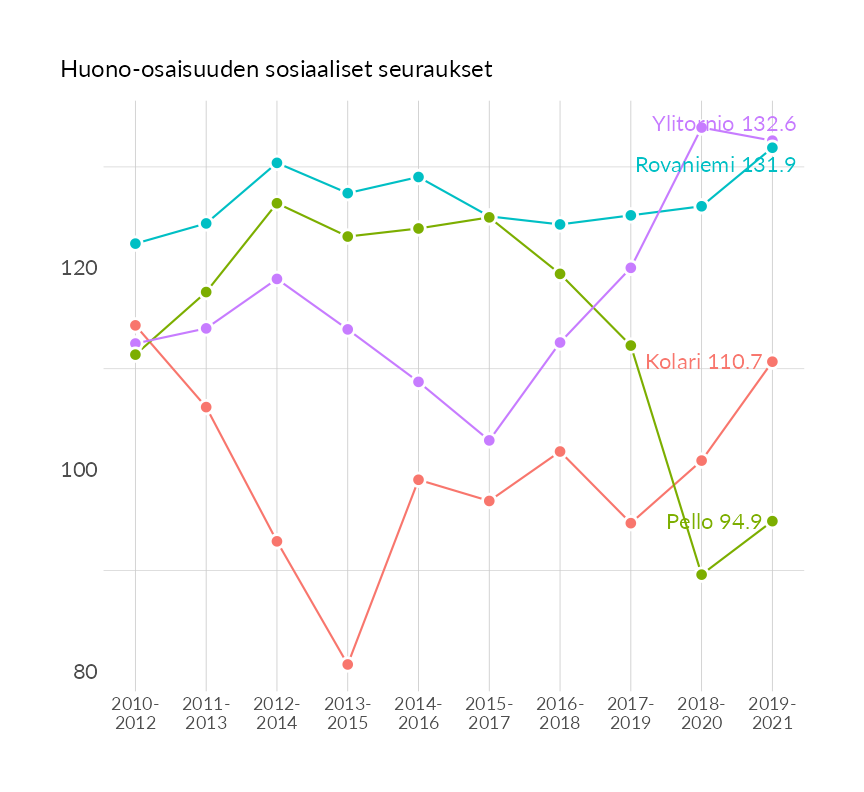 Huono-osaisuuden sosiaaliset seuraukset
Ylitornio 132.6
Rovaniemi 131.9
120
Kolari 110.7
100
Pello 94.9
80
2010- 2011- 2012- 2013- 2014- 2015- 2016- 2017- 2018- 2019-
2012 2013 2014 2015 2016 2017 2018 2019 2020 2021